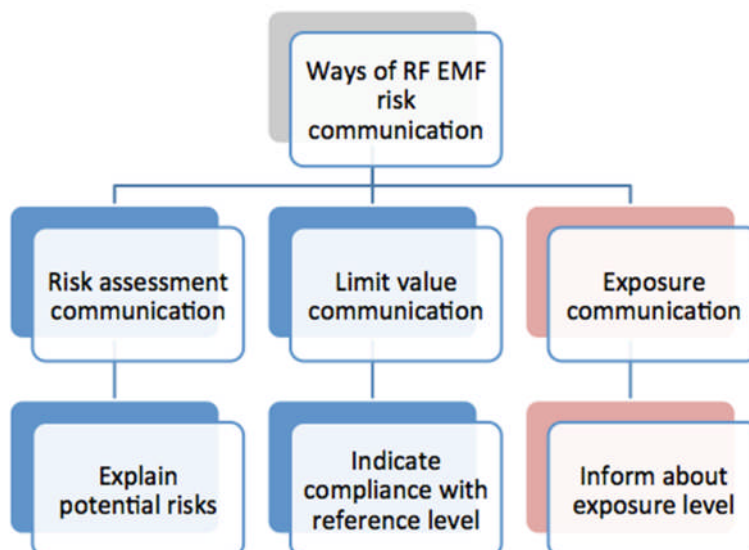 Ways of RF EMF
risk
communication
Risk assessment
communication
Limit value
communication
Exposure
communication
Explain
potential risks
Indicate
compliance with
reference level
Inform about
exposure level